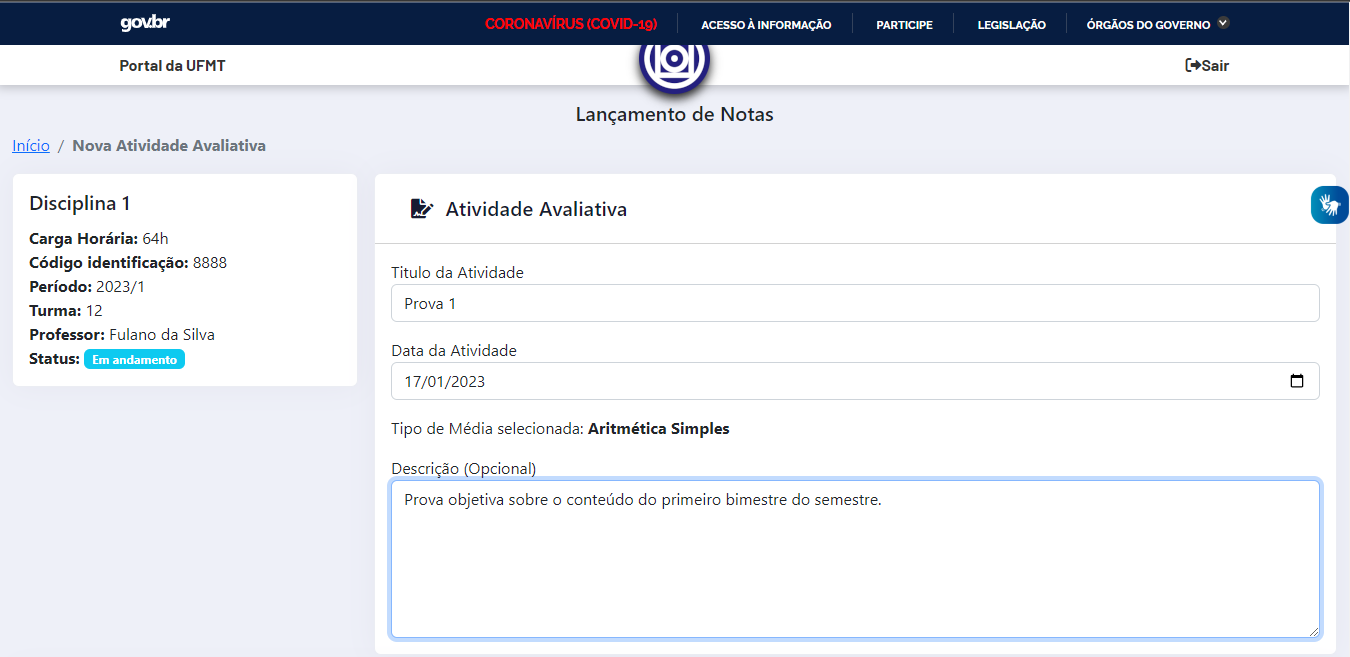 gov.br CORONAVÍRUS (COVID-19) ACESSO À INFORMAÇÃO PARTICIPE LEGISLAÇÃO ÓRGÃOS DO GOVERNO
Portal da UFMT Sair
Lançamento de Notas
Início / Nova Atividade Avaliativa
Disciplina 1
Carga Horária: 64h
Código identificação: 8888
Período: 2023/1
Turma: 12
Professor: Fulano da Silva
Status: Em andamento
Atividade Avaliativa
Titulo da Atividade
Prova 1
Data da Atividade
17/01/2023
Tipo de Média selecionada: Aritmética Simples
Descrição (Opcional)
Prova objetiva sobre o conteúdo do primeiro bimestre do semestre.